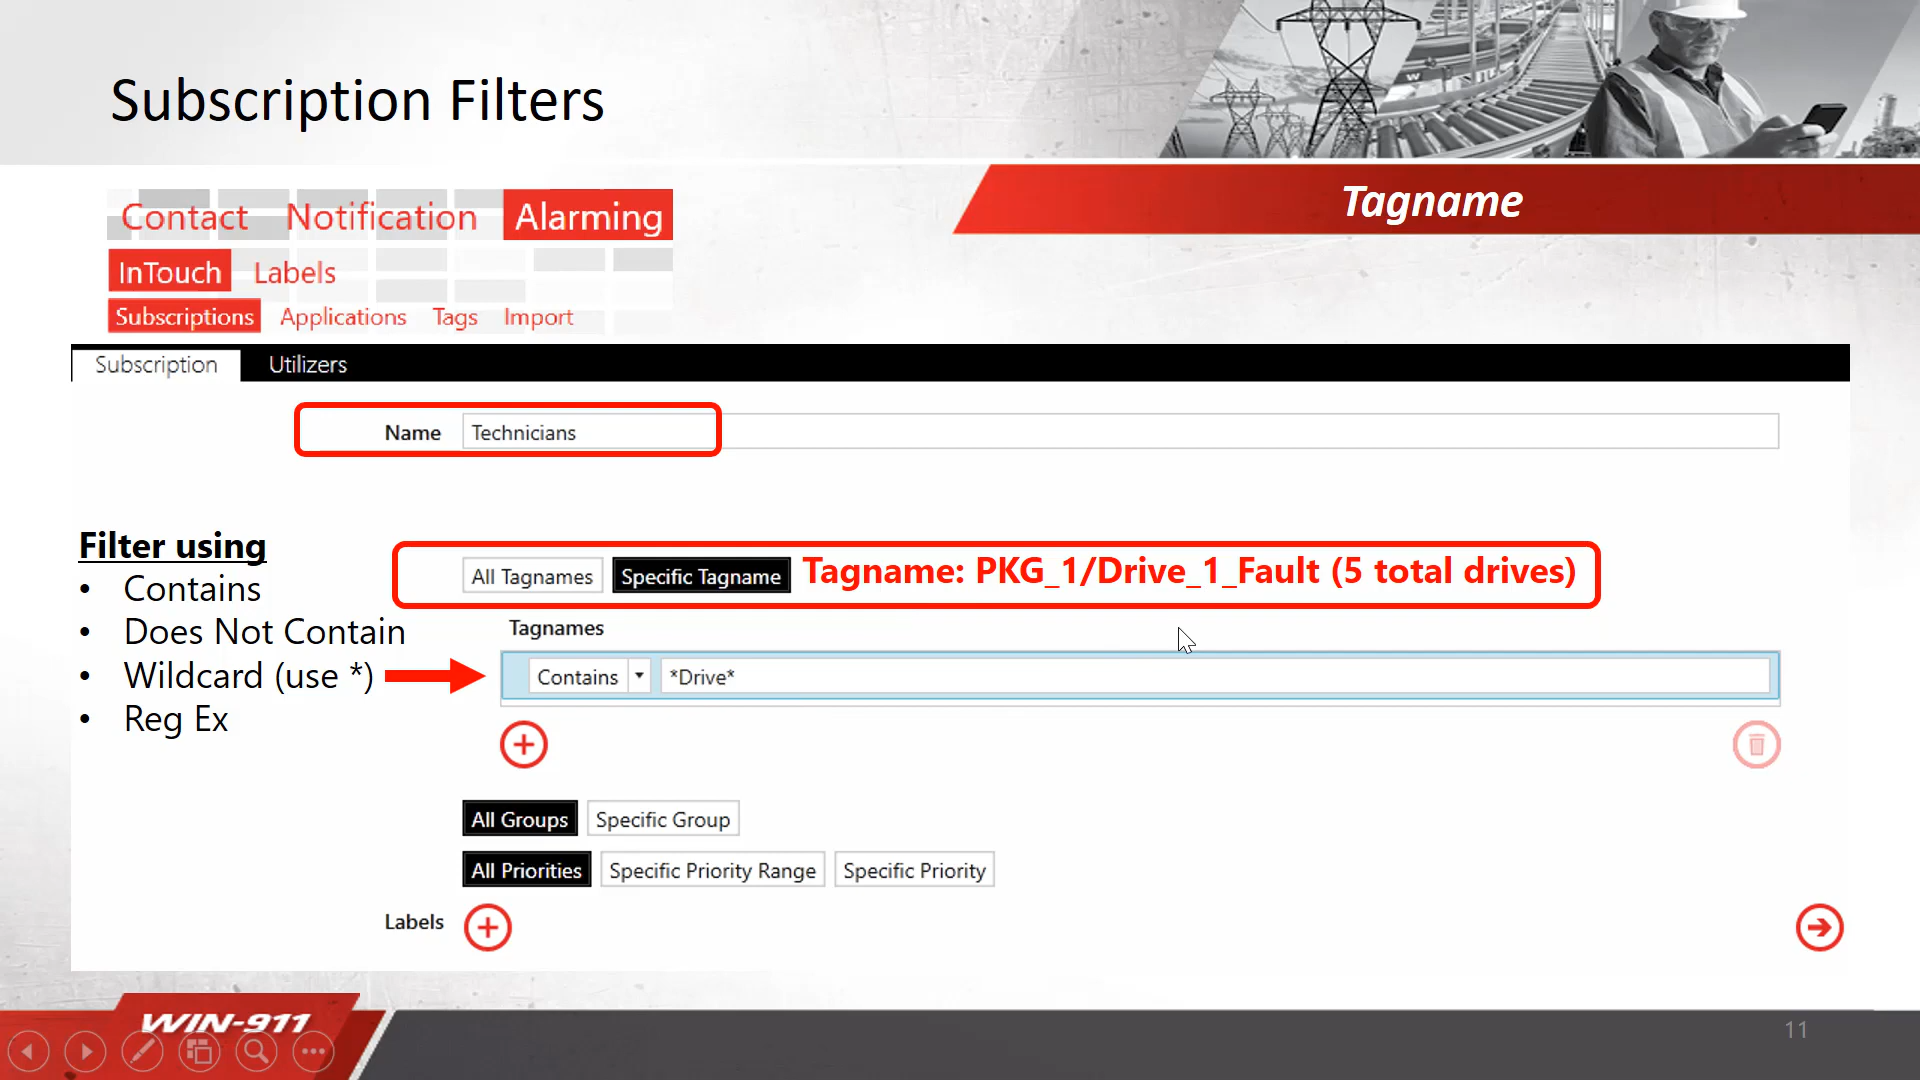 Subscription Filters
Tagname
Contact Notification Alarming
InTouch Labels
Subscriptions Applications Tags Import
Subscription Utilizers
Name Technicians
Filter using
• Contains
• Does Not Contain
• Wildcard (use *)
• Reg Ex
All Tagnames Specific Tagname Tagname: PKG_1/Drive_1_Fault (5 total drives)
Tagnames
Contains *Drive*
All Groups Specific Group
All Priorities Specific Priority Range Specific Priority
Labels
WIN-911
11